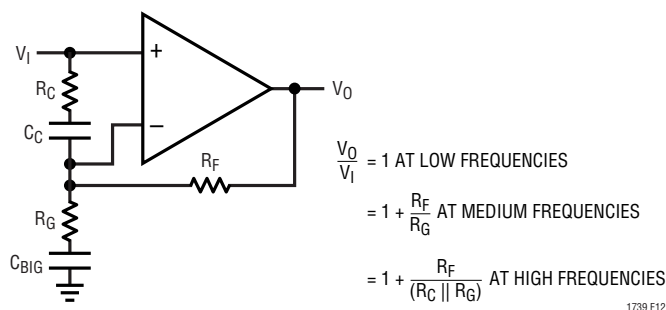 V_I
+
R_C
C_C
−
V_O
R_F
R_G
C_BIG
V_O/V_I = 1 AT LOW FREQUENCIES
= 1 + R_F/R_G AT MEDIUM FREQUENCIES
= 1 + R_F/(R_C || R_G) AT HIGH FREQUENCIES
1739 F12